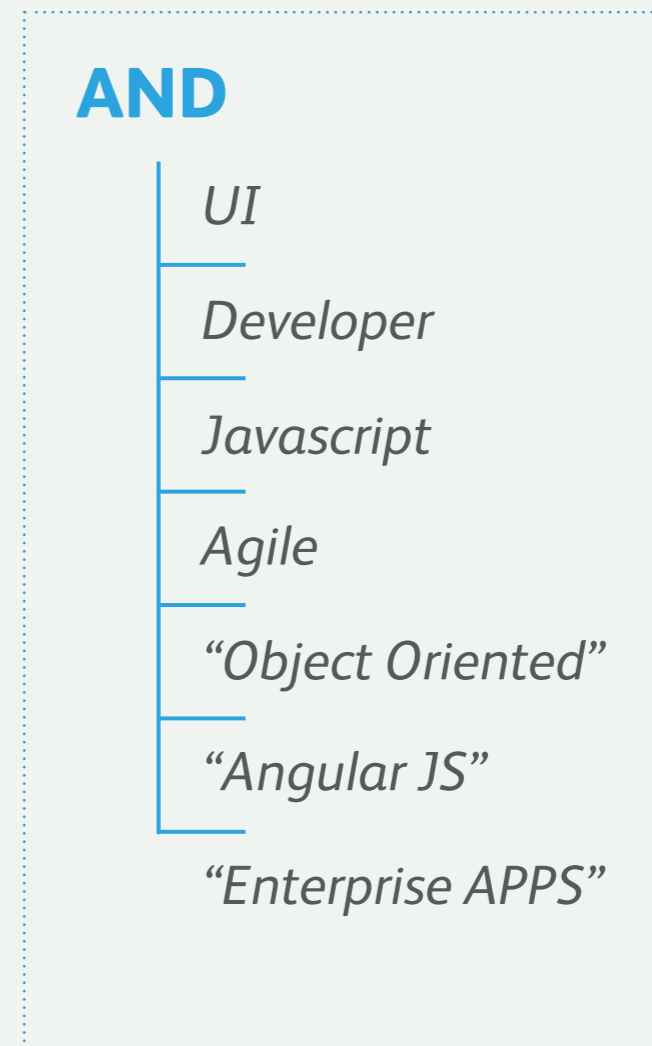 AND
UI
Developer
Javascript
Agile
“Object Oriented”
“Angular JS”
“Enterprise APPS”